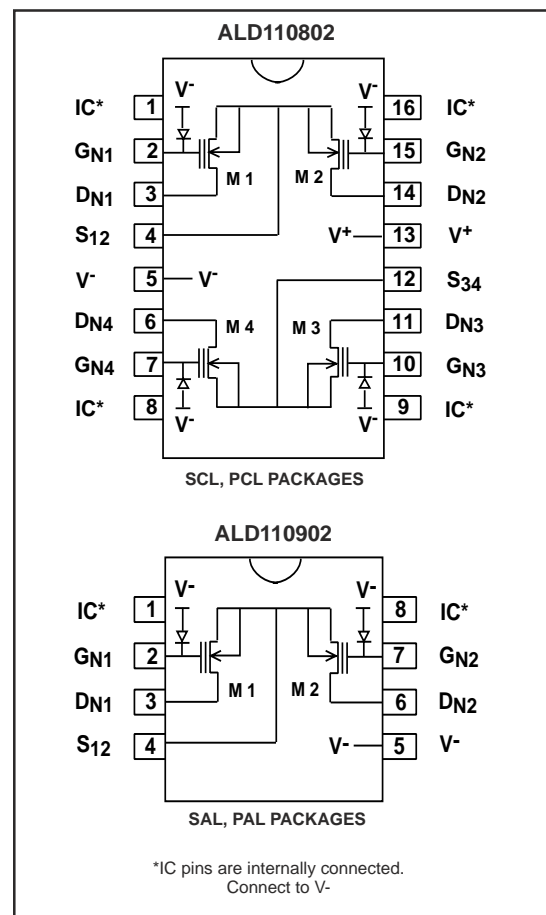 ALD110802
V- V-
IC* 1 16 IC*
GN1 2 15 GN2
M 1 M 2
DN1 3 14 DN2
S12 4 V+ 13 V+
V- 5 V- 12 S34
DN4 6 M 4 M 3 11 DN3
GN4 7 10 GN3
IC* 8 9 IC*
V- V-
SCL, PCL PACKAGES
ALD110902
V- V-
IC* 1 8 IC*
GN1 2 7 GN2
M 1 M 2
DN1 3 6 DN2
S12 4 V- 5 V-
SAL, PAL PACKAGES
*IC pins are internally connected.
Connect to V-